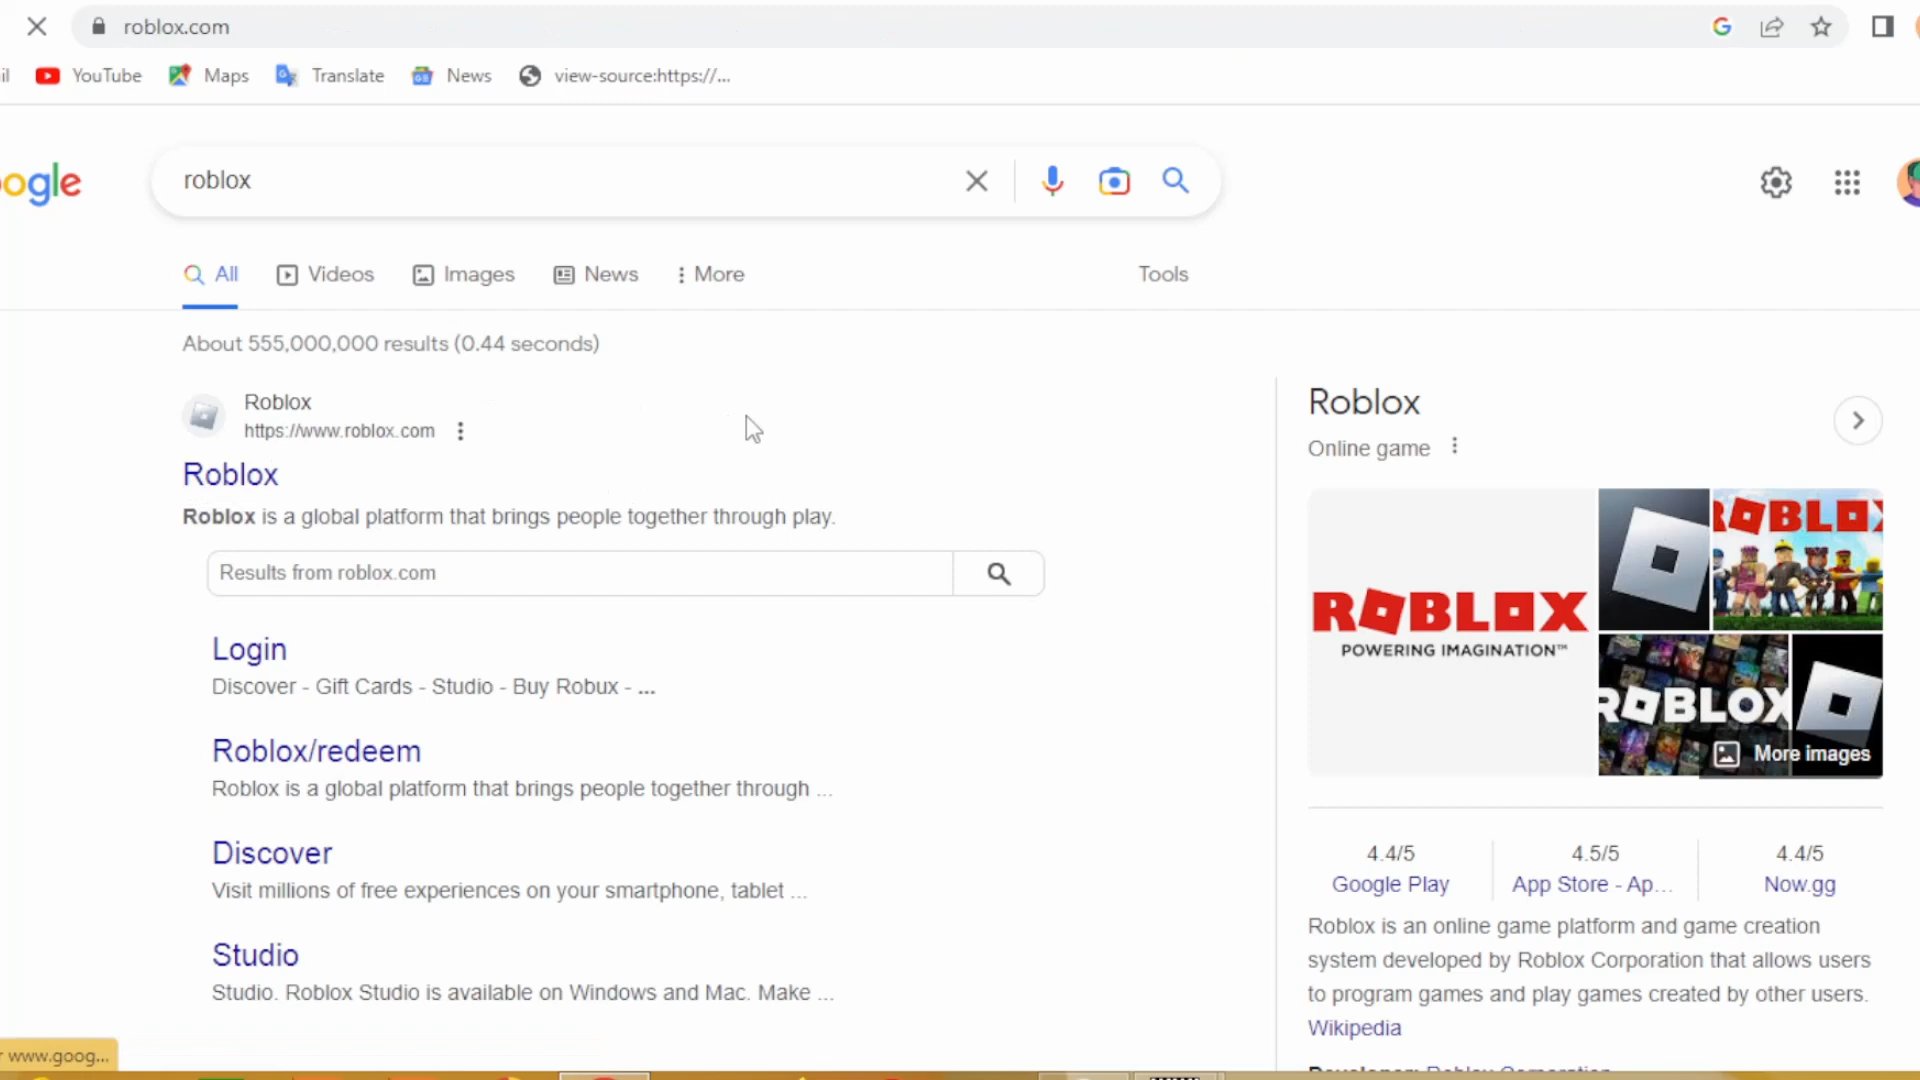 roblox.com
YouTube
Maps
Translate
News
view-source:https://...
ogle
roblox
All
Videos
Images
News
More
Tools
About 555,000,000 results (0.44 seconds)
Roblox
https://www.roblox.com
Roblox
Roblox is a global platform that brings people together through play.
Results from roblox.com
Login
Discover - Gift Cards - Studio - Buy Robux - ...
Roblox/redeem
Roblox is a global platform that brings people together through ...
Discover
Visit millions of free experiences on your smartphone, tablet ...
Studio
Studio. Roblox Studio is available on Windows and Mac. Make ...
www.goog...
Roblox
Online game
ROBLOX
POWERING IMAGINATION™
ROBLOX
ROBLOX
More images
4.4/5
Google Play
4.5/5
App Store - Ap...
4.4/5
Now.gg
Roblox is an online game platform and game creation
system developed by Roblox Corporation that allows users
to program games and play games created by other users.
Wikipedia
Developer: Roblox Corporation